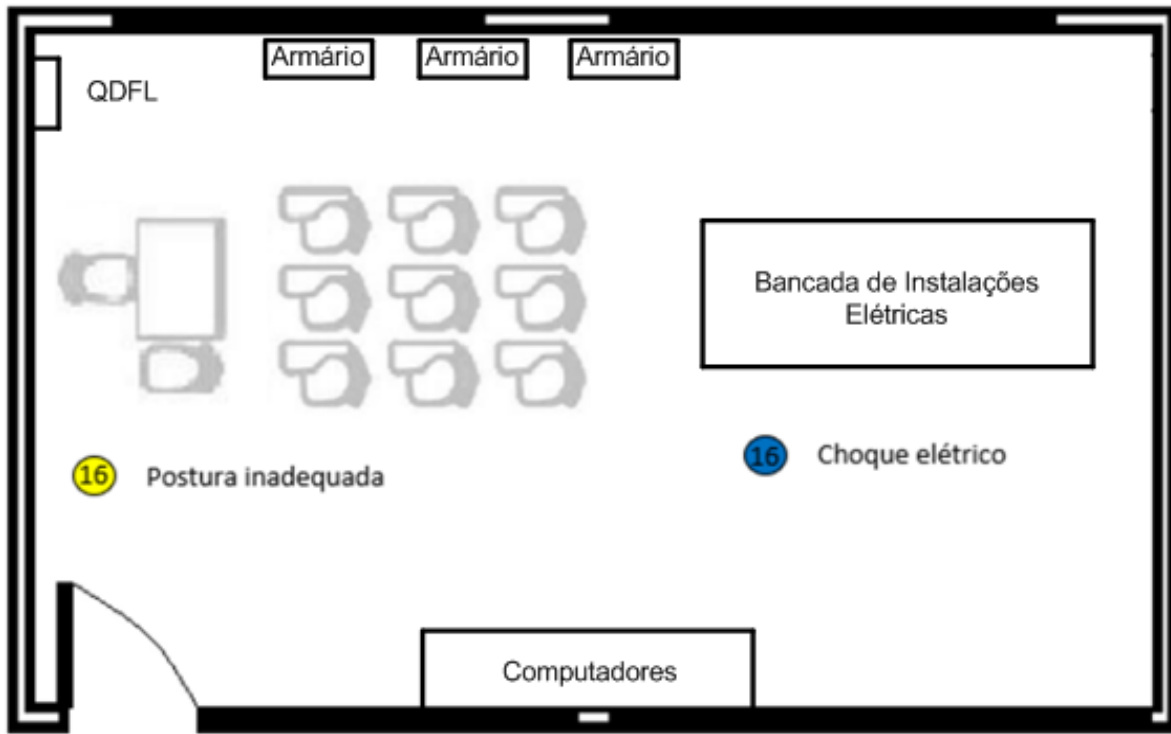 Armário
Armário
Armário
QDFL
Bancada de Instalações
Elétricas
16 Choque elétrico
16 Postura inadequada
Computadores